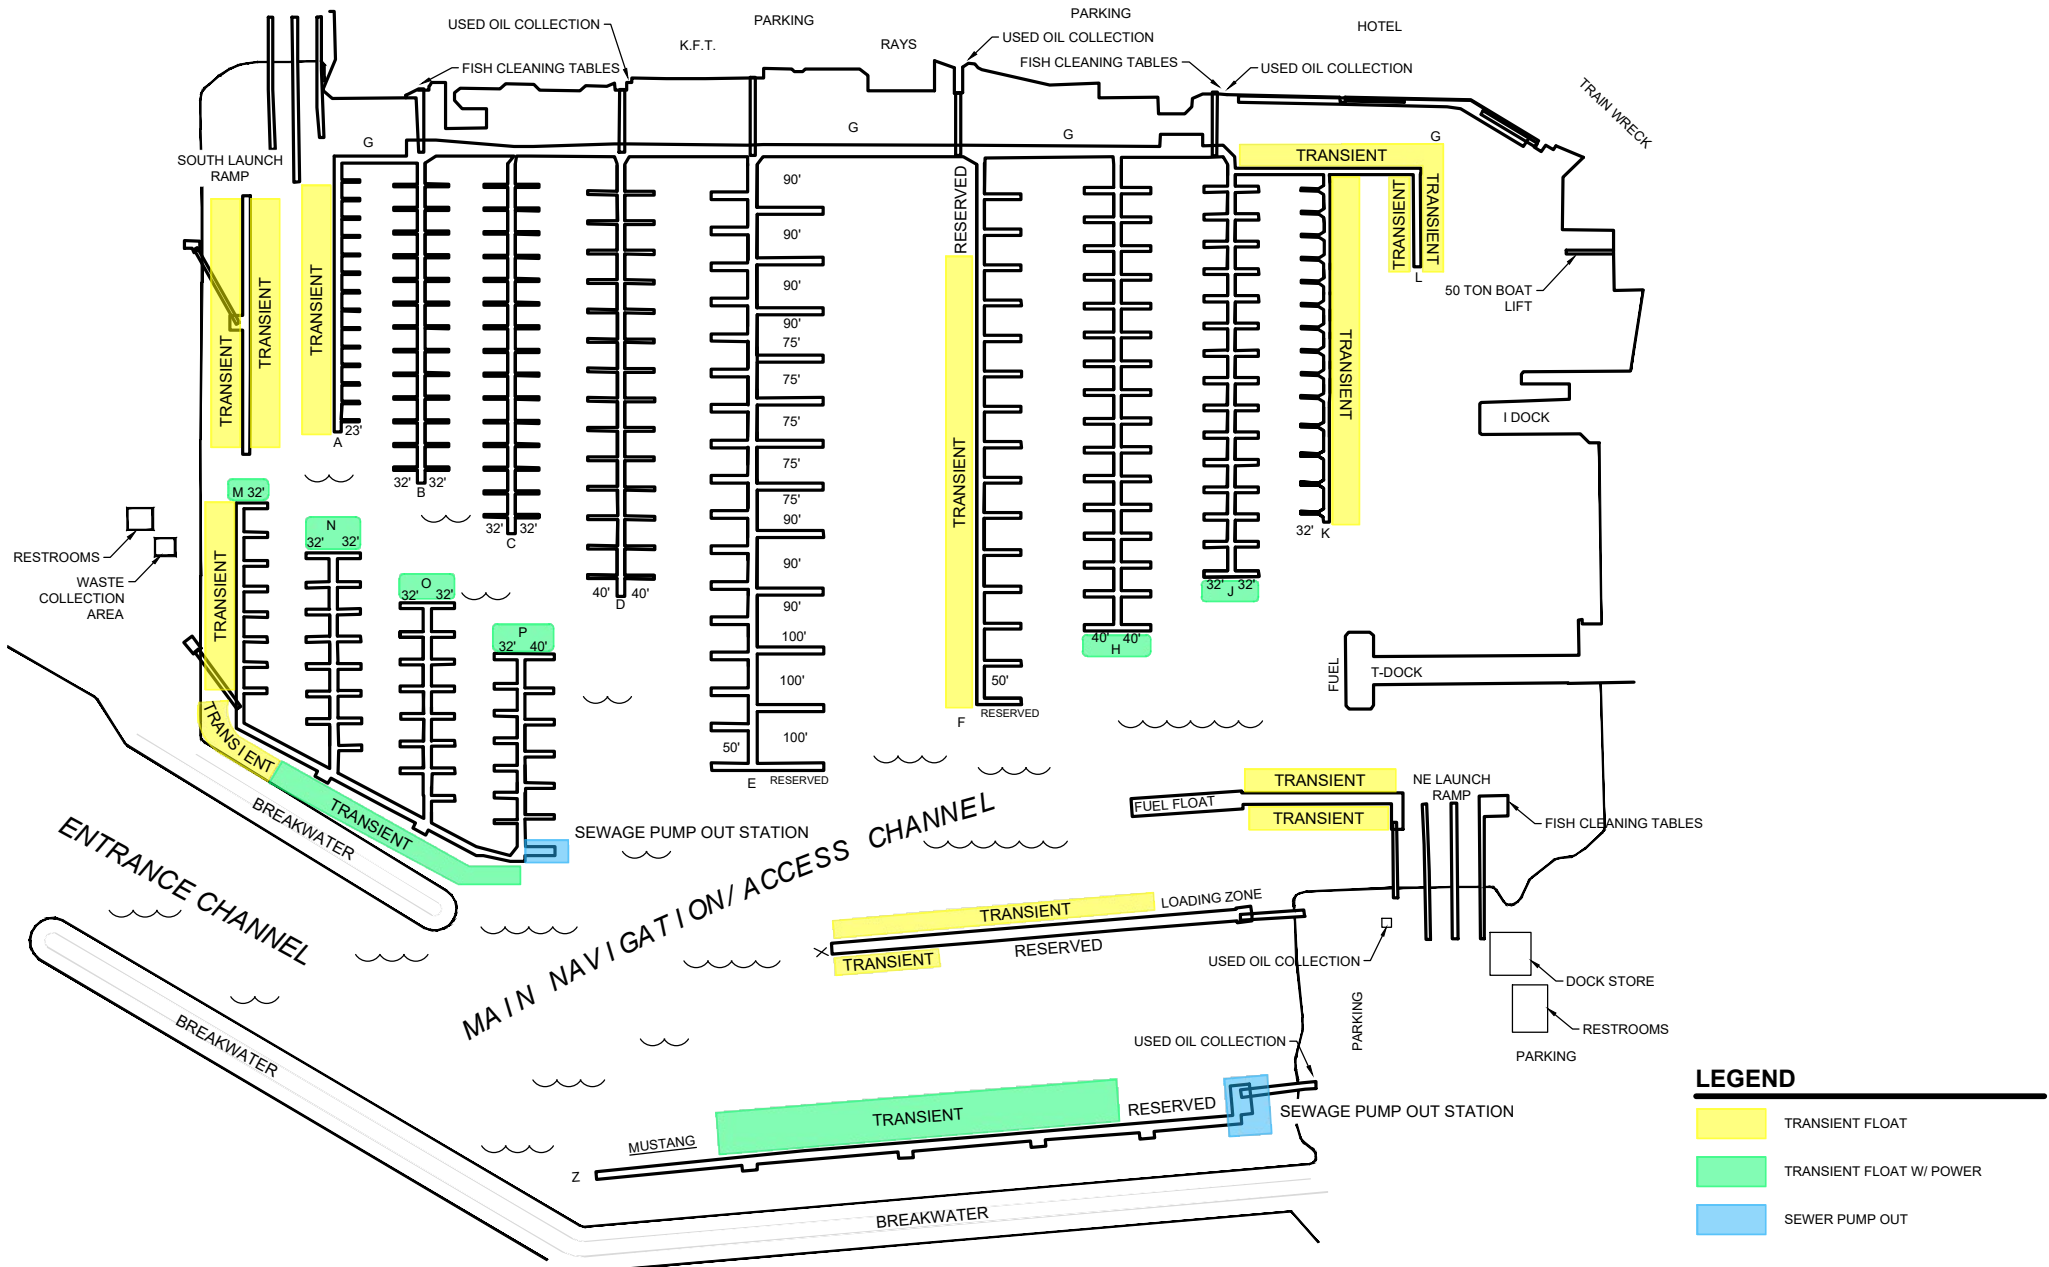 PARKING
PARKING
HOTEL
USED OIL COLLECTION
K.F.T.
RAYS
USED OIL COLLECTION
FISH CLEANING TABLES
FISH CLEANING TABLES
USED OIL COLLECTION
TRAIN WRECK
G
G
G
G
SOUTH LAUNCH
RAMP
TRANSIENT
TRANSIENT
TRANSIENT
TRANSIENT
TRANSIENT
TRANSIENT
RESERVED
TRANSIENT
TRANSIENT
90'
90'
90'
90'
75'
75'
75'
75'
75'
90'
90'
90'
100'
100'
100'
50'
E
RESERVED
50 TON BOAT
LIFT
L
I DOCK
23'
A
32'
32'
B
32'
32'
C
40'
40'
D
32'
K
M 32'
N
32'
32'
O
32'
32'
P
32'
40'
32'
32'
J
40'
40'
H
50'
RESERVED
F
RESTROOMS
WASTE
COLLECTION
AREA
TRANSIENT
TRANSIENT
TRANSIENT
BREAKWATER
ENTRANCE CHANNEL
SEWAGE PUMP OUT STATION
MAIN NAVIGATION/ ACCESS CHANNEL
FUEL
T-DOCK
TRANSIENT
FUEL FLOAT
TRANSIENT
NE LAUNCH
RAMP
FISH CLEANING TABLES
TRANSIENT
LOADING ZONE
X
TRANSIENT
RESERVED
USED OIL COLLECTION
DOCK STORE
PARKING
RESTROOMS
PARKING
USED OIL COLLECTION
BREAKWATER
TRANSIENT
RESERVED
SEWAGE PUMP OUT STATION
MUSTANG
Z
BREAKWATER
LEGEND
TRANSIENT FLOAT
TRANSIENT FLOAT W/ POWER
SEWER PUMP OUT